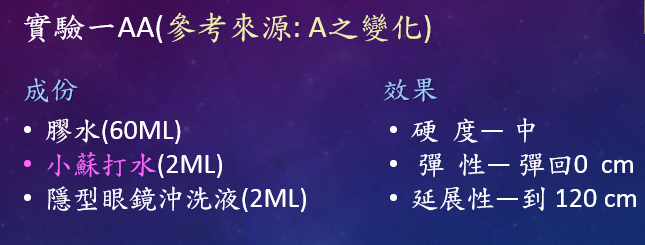 實驗一AA(參考來源: A之變化)
成份
• 膠水(60ML)
• 小蘇打水(2ML)
• 隱型眼鏡沖洗液(2ML)
效果
• 硬 度— 中
• 彈 性— 彈回0 cm
• 延展性—到 120 cm